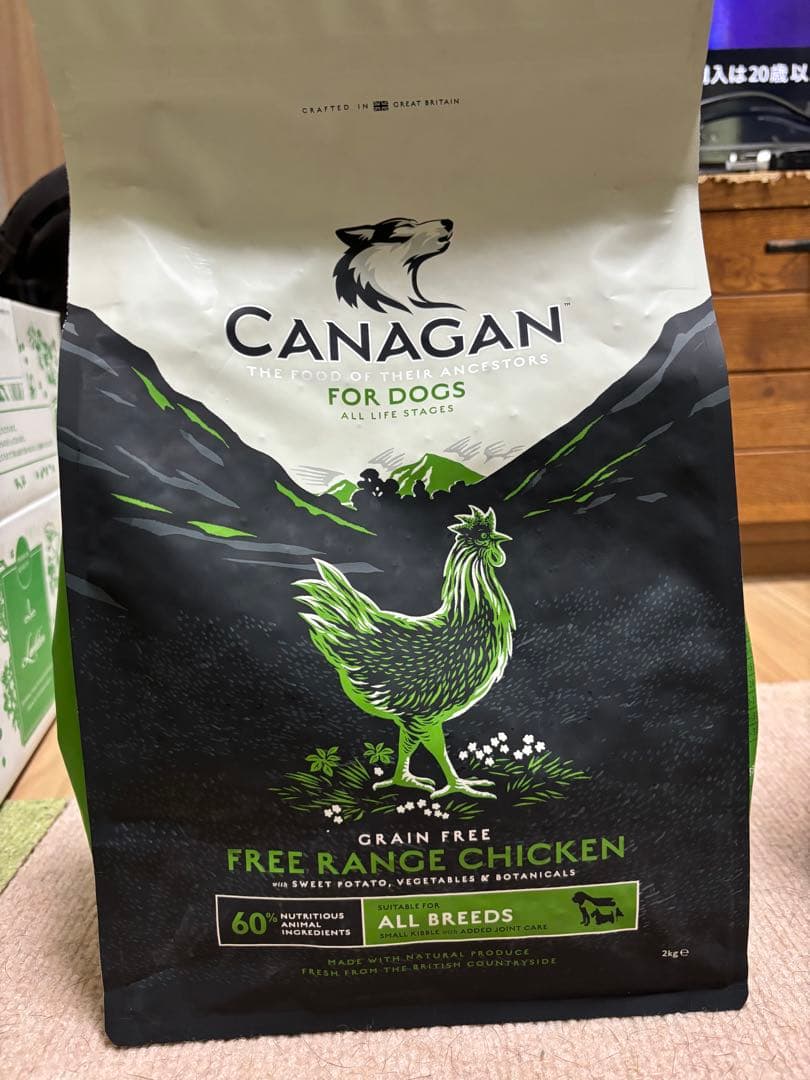 入は20歳以
CRAFTED IN GREAT BRITAIN
CANAGAN™
THE FOOD OF THEIR ANCESTORS
FOR DOGS
ALL LIFE STAGES
GRAIN FREE
FREE RANGE CHICKEN
with SWEET POTATO, VEGETABLES & BOTANICALS
60% NUTRITIOUS
ANIMAL
INGREDIENTS
SUITABLE FOR
ALL BREEDS
SMALL KIBBLE with ADDED JOINT CARE
MADE WITH NATURAL PRODUCE
FRESH FROM THE BRITISH COUNTRYSIDE
2kg ℮